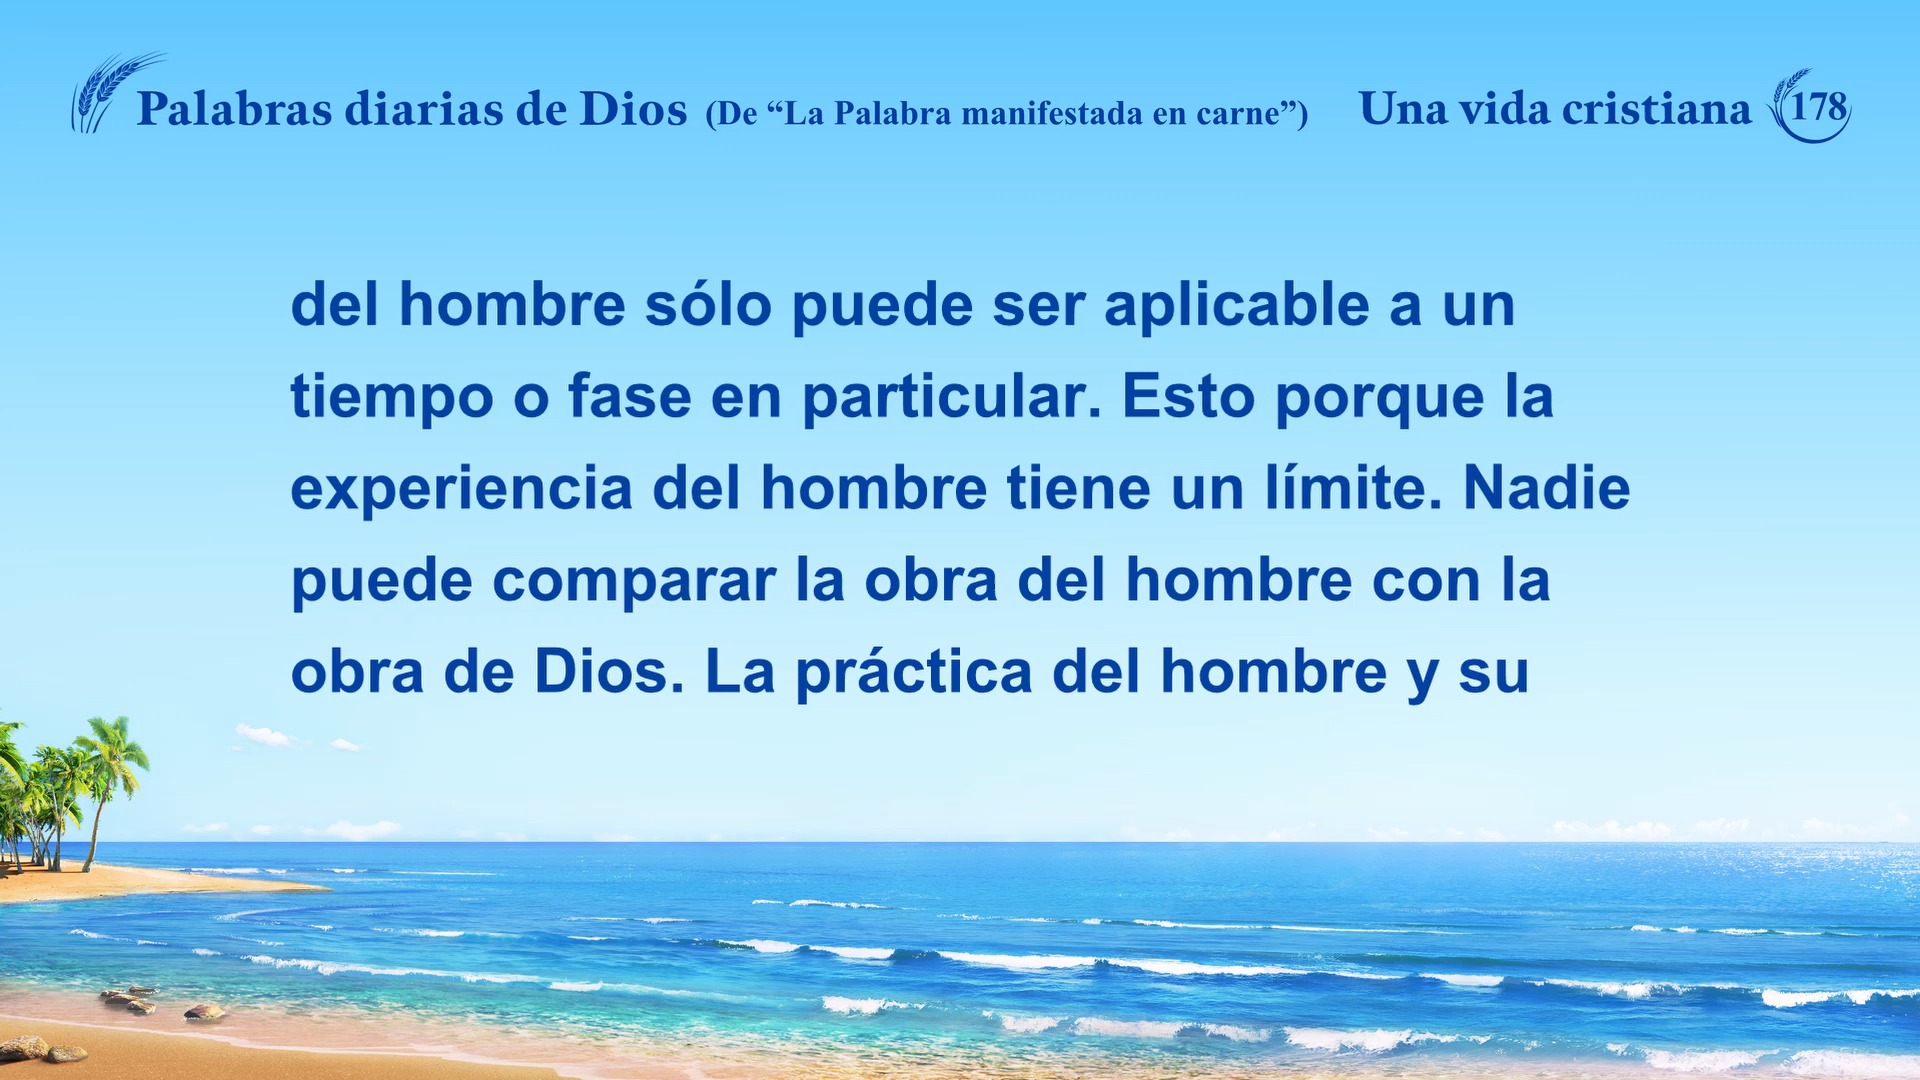 Palabras diarias de Dios (De “La Palabra manifestada en carne”) Una vida cristiana 178
del hombre sólo puede ser aplicable a un
tiempo o fase en particular. Esto porque la
experiencia del hombre tiene un límite. Nadie
puede comparar la obra del hombre con la
obra de Dios. La práctica del hombre y su